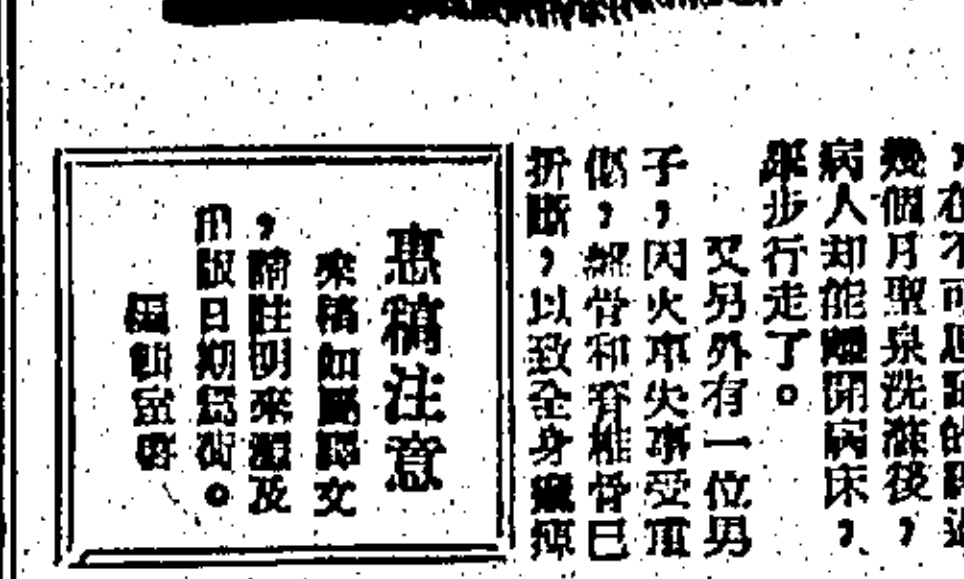 ，在不可思議的
幾個月聖泉洗濯後，
病人却能離開病床，
跟步行走了。
又另外有一位男
子，因火車失事受重
傷，骨和脊椎骨已
折斷，以致全身癱瘓
惠稿注意
來稿如屬譯文
，請註明來源及
出版日期爲荷。
編輯室啓